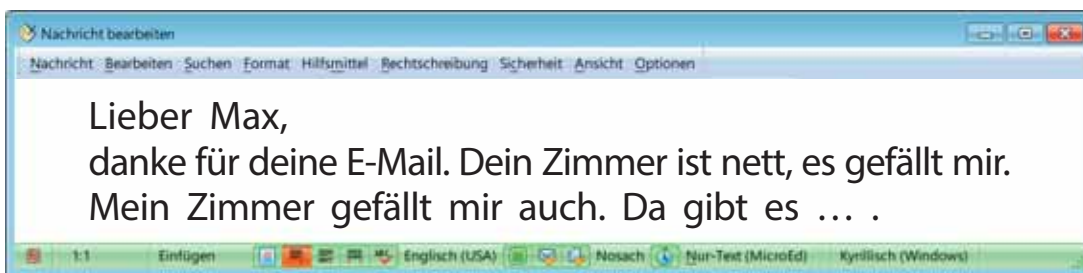 Nachricht bearbeiten
Nachricht Bearbeiten Suchen Format Hilfsmittel Rechtschreibung Sicherheit Ansicht Optionen
Lieber Max,
danke für deine E-Mail. Dein Zimmer ist nett, es gefällt mir.
Mein Zimmer gefällt mir auch. Da gibt es … .
1:1 Einfügen Englisch (USA) Nosach Nur-Text (MicroEd) Kyrillisch (Windows)